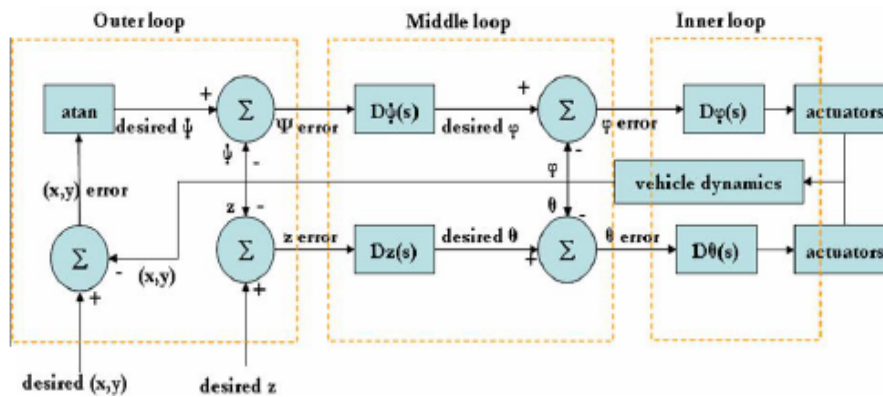 Outer loop
Middle loop
Inner loop
atan
+
Σ
Dψ̇(s)
+
Σ
Dφ(s)
actuators
desired ψ̇
Ψ error
desired φ
φ error
ψ̇
-
-
(x,y) error
φ
vehicle dynamics
z
-
θ
-
Σ
Σ
z error
Dz(s)
desired θ
Σ
θ error
Dθ(s)
actuators
-
(x,y)
+
+
+
desired (x,y)
desired z